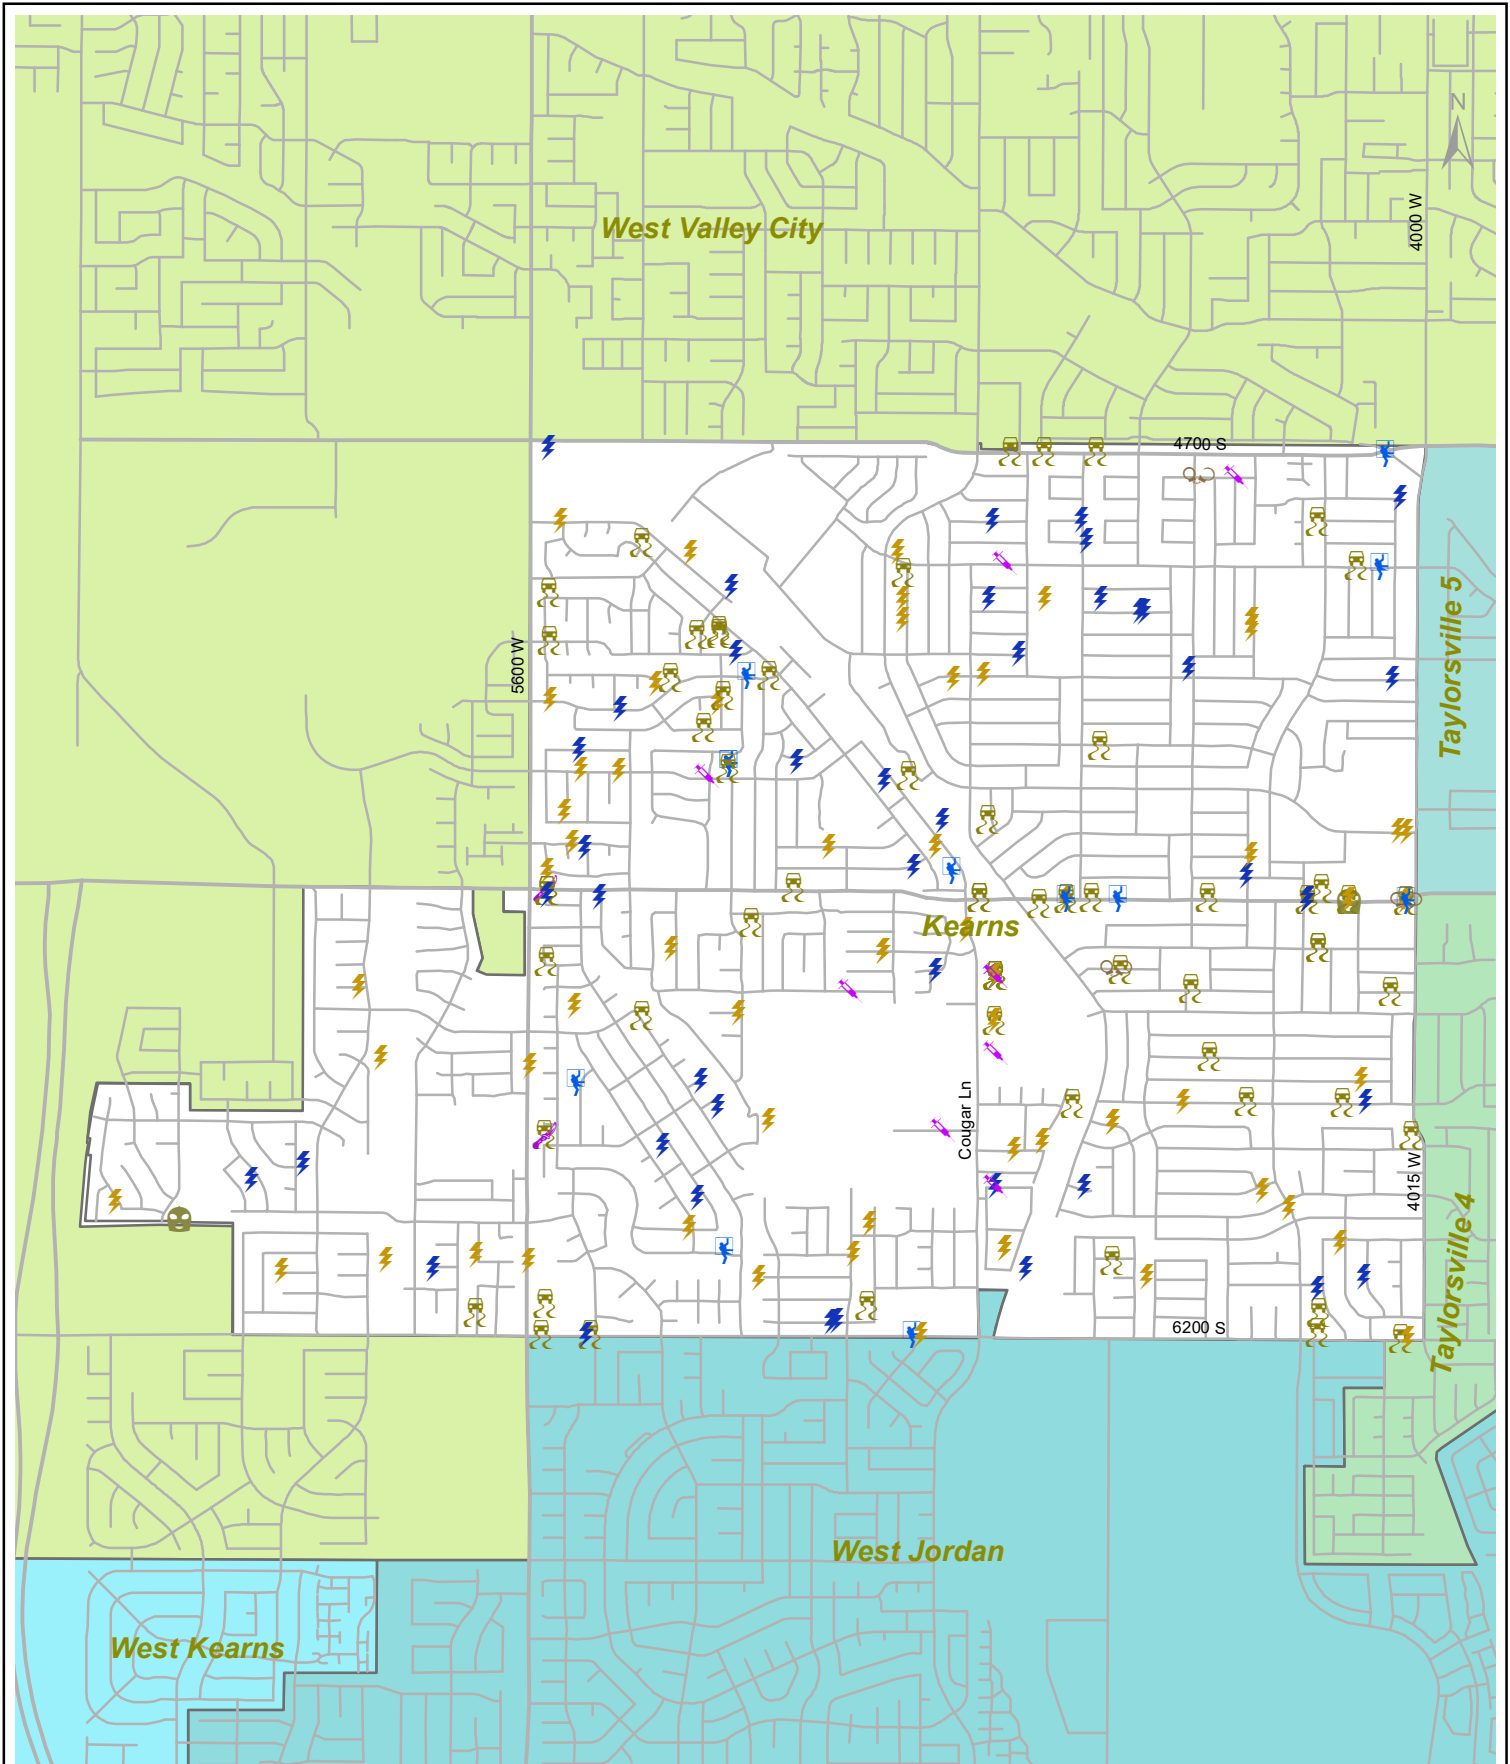 N
4000 W
West Valley City
4700 S
Taylorsville 5
5600 W
Kearns
Cougar Ln
4015 W
Taylorsville 4
6200 S
West Jordan
West Kearns